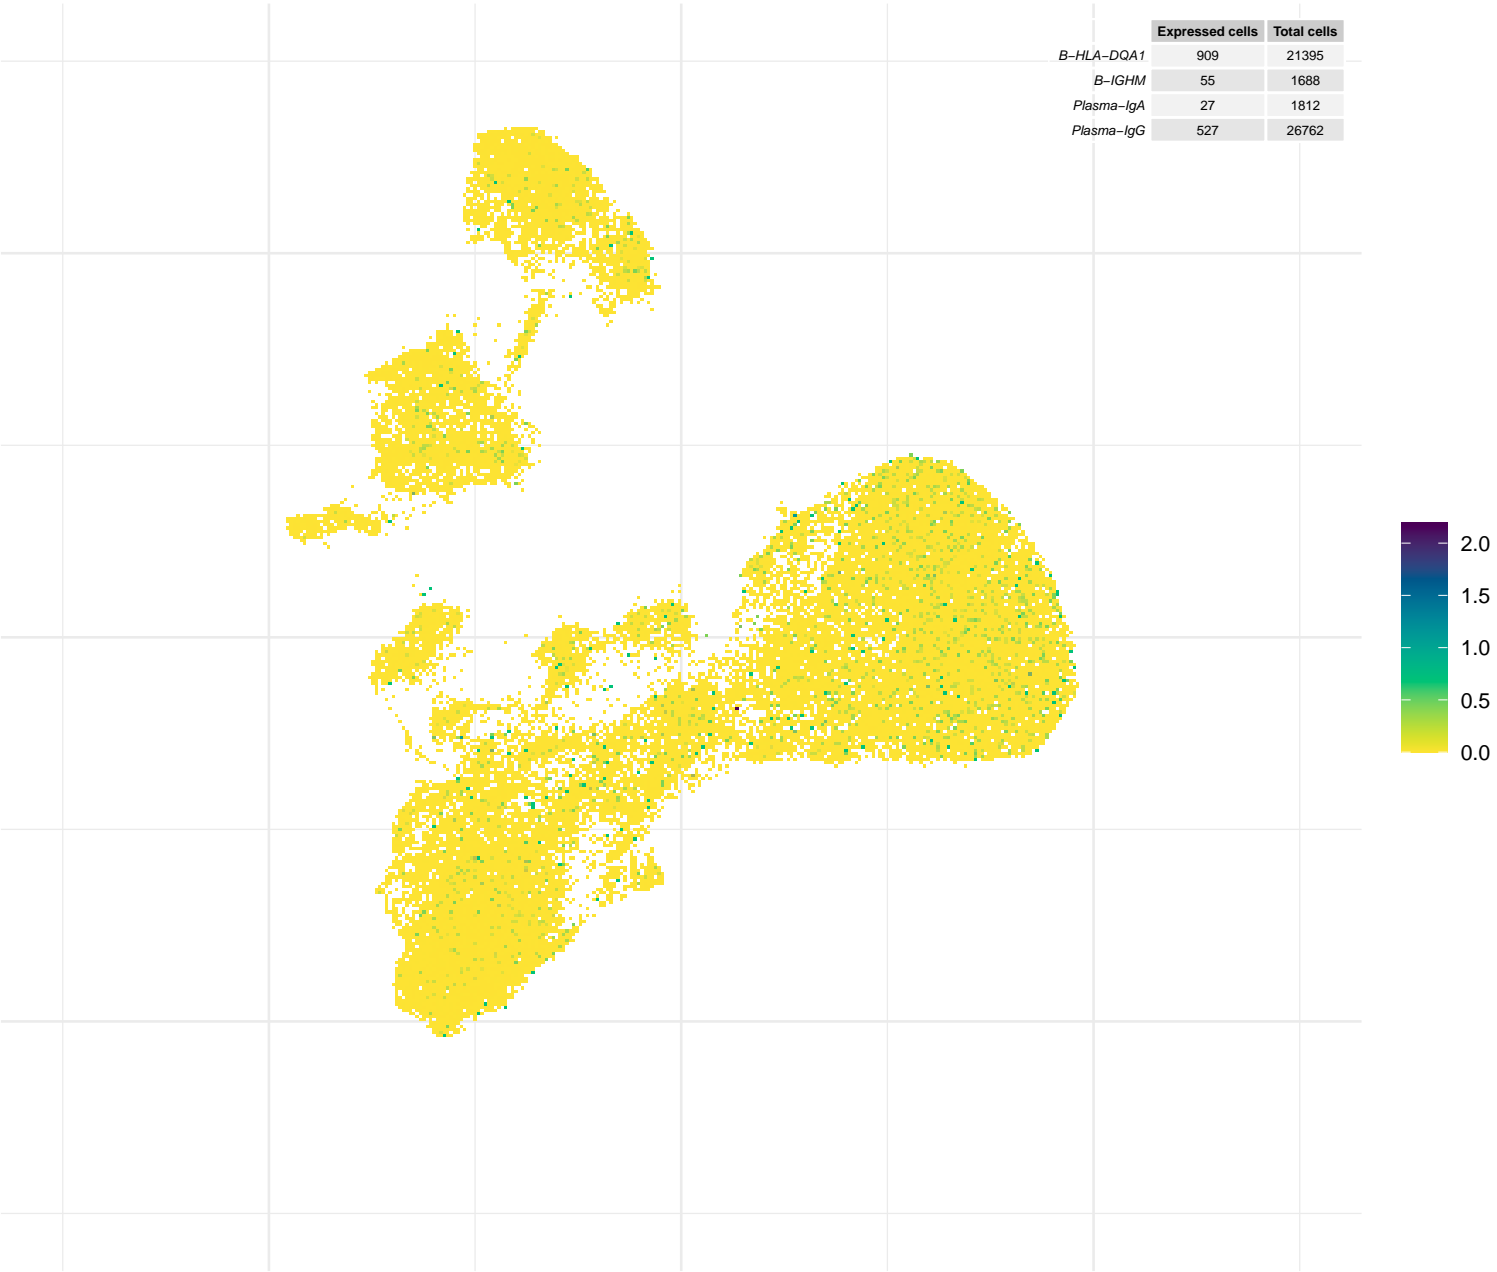 Expressed cells Total cells
B−HLA−DQA1 909 21395
B−IGHM 55 1688
Plasma−IgA 27 1812
Plasma−IgG 527 26762
2.0
1.5
1.0
0.5
0.0